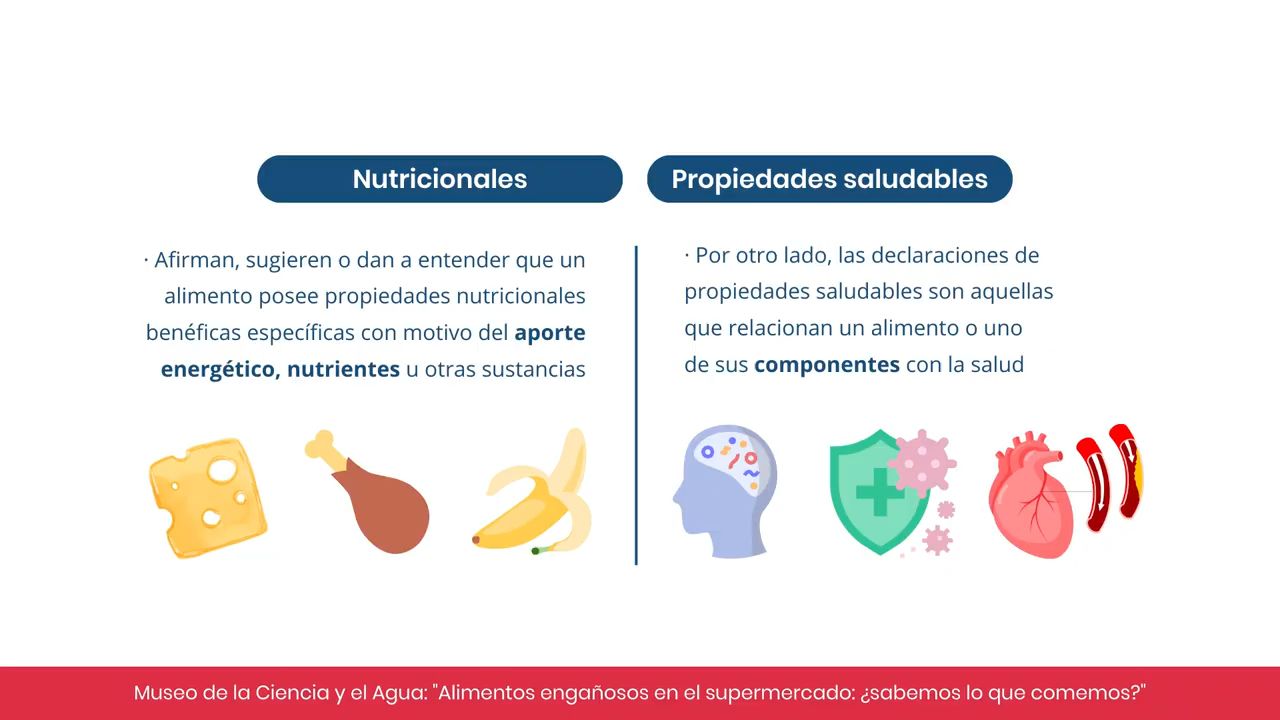 Nutricionales
· Afirman, sugieren o dan a entender que un
alimento posee propiedades nutricionales
benéficas específicas con motivo del aporte
energético, nutrientes u otras sustancias
Propiedades saludables
· Por otro lado, las declaraciones de
propiedades saludables son aquellas
que relacionan un alimento o uno
de sus componentes con la salud
Museo de la Ciencia y el Agua: "Alimentos engañosos en el supermercado: ¿sabemos lo que comemos?"